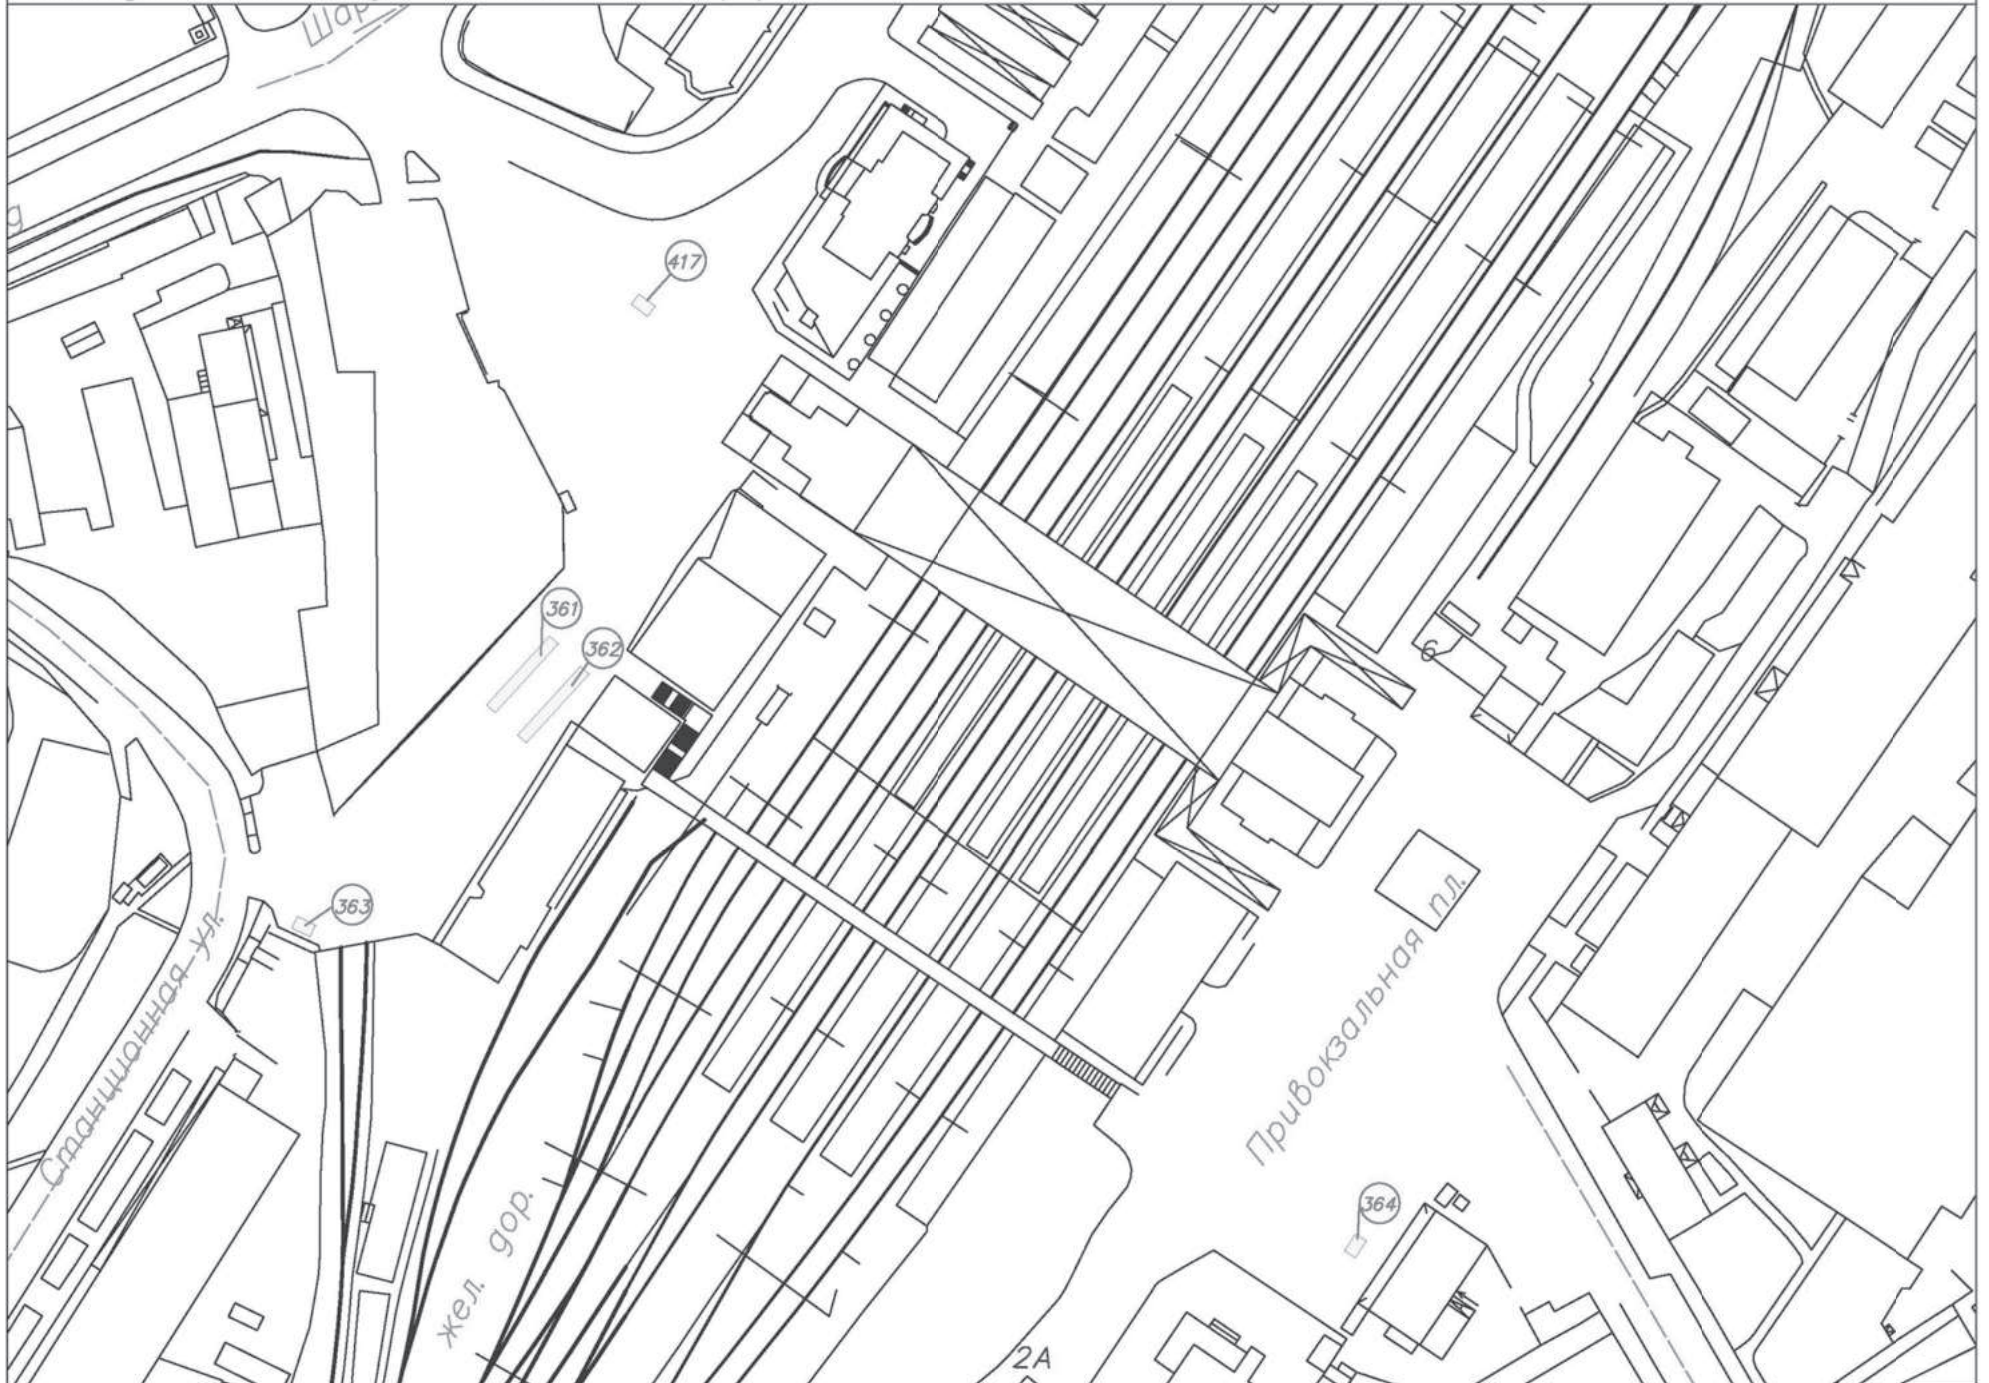 417
361
362
6
363
Станционная ул.
Привокзальная пл.
364
жел. дор.
2А